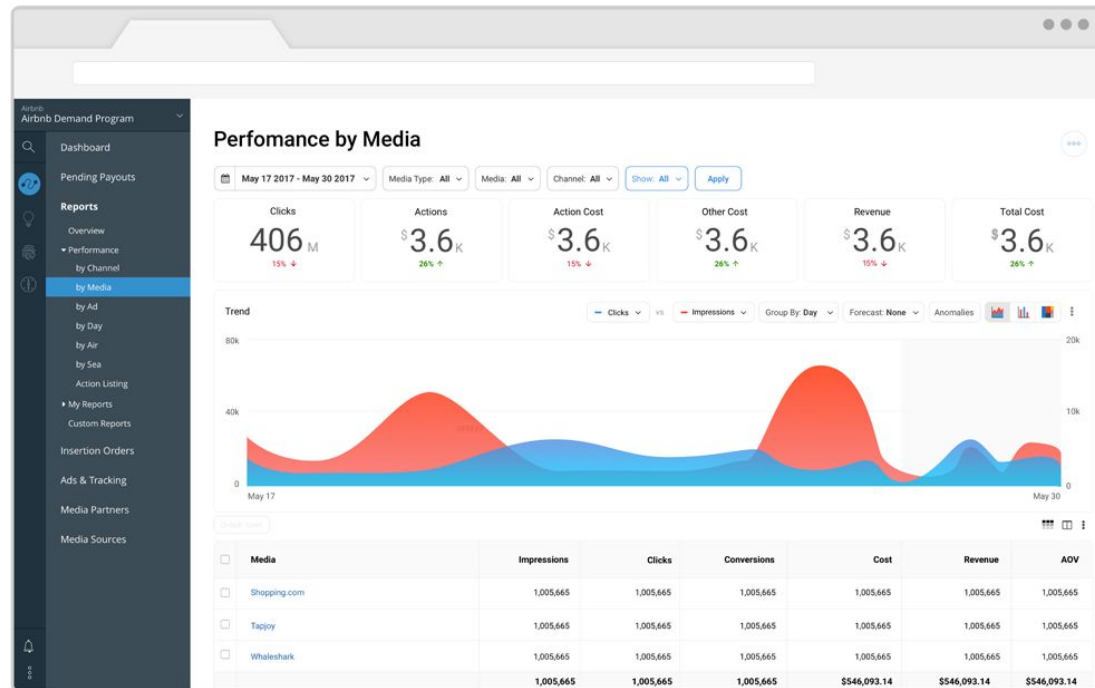 Airbnb
Airbnb Demand Program
Dashboard
Pending Payouts
Reports
Overview
Performance
by Channel
by Media
by Ad
by Day
by Air
by Sea
Action Listing
My Reports
Custom Reports
Insertion Orders
Ads & Tracking
Media Partners
Media Sources
Perfomance by Media
May 17 2017 - May 30 2017 Media Type: All Media: All Channel: All Show: All Apply
Clicks Actions Action Cost Other Cost Revenue Total Cost
406 M $3.6K $3.6K $3.6K $3.6K $3.6K
15% ↓ 26% ↑ 15% ↓ 26% ↑ 15% ↓ 26% ↑
Trend Clicks vs Impressions Group By: Day Forecast: None Anomalies
80k 20k
40k 10k
0 0
May 17 May 30
Media Impressions Clicks Conversions Cost Revenue AOV
Shopping.com 1,005,665 1,005,665 1,005,665 1,005,665 1,005,665 1,005,665
Tapjoy 1,005,665 1,005,665 1,005,665 1,005,665 1,005,665 1,005,665
Whaleshark 1,005,665 1,005,665 1,005,665 1,005,665 1,005,665 1,005,665
1,005,665 1,005,665 1,005,665 $546,093.14 $546,093.14 $546,093.14